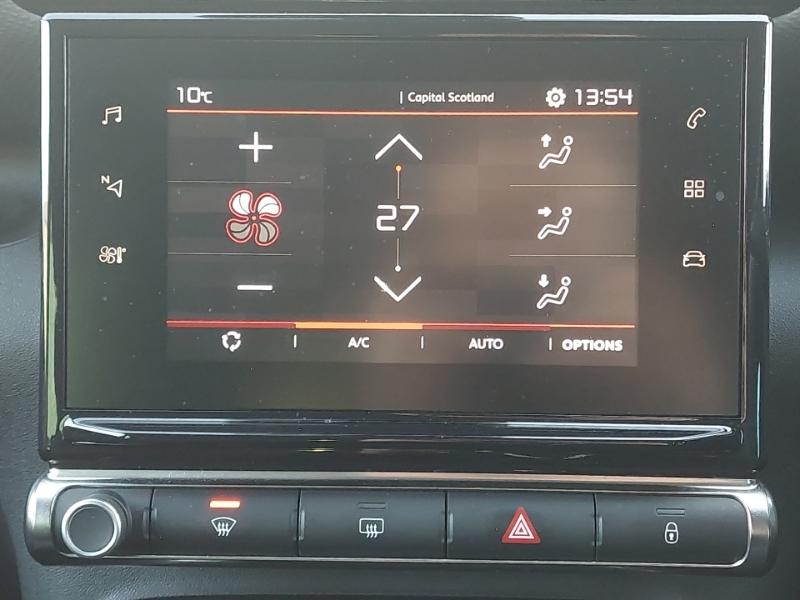 10°C | Capital Scotland 13:54
N
27
A/C | AUTO | OPTIONS